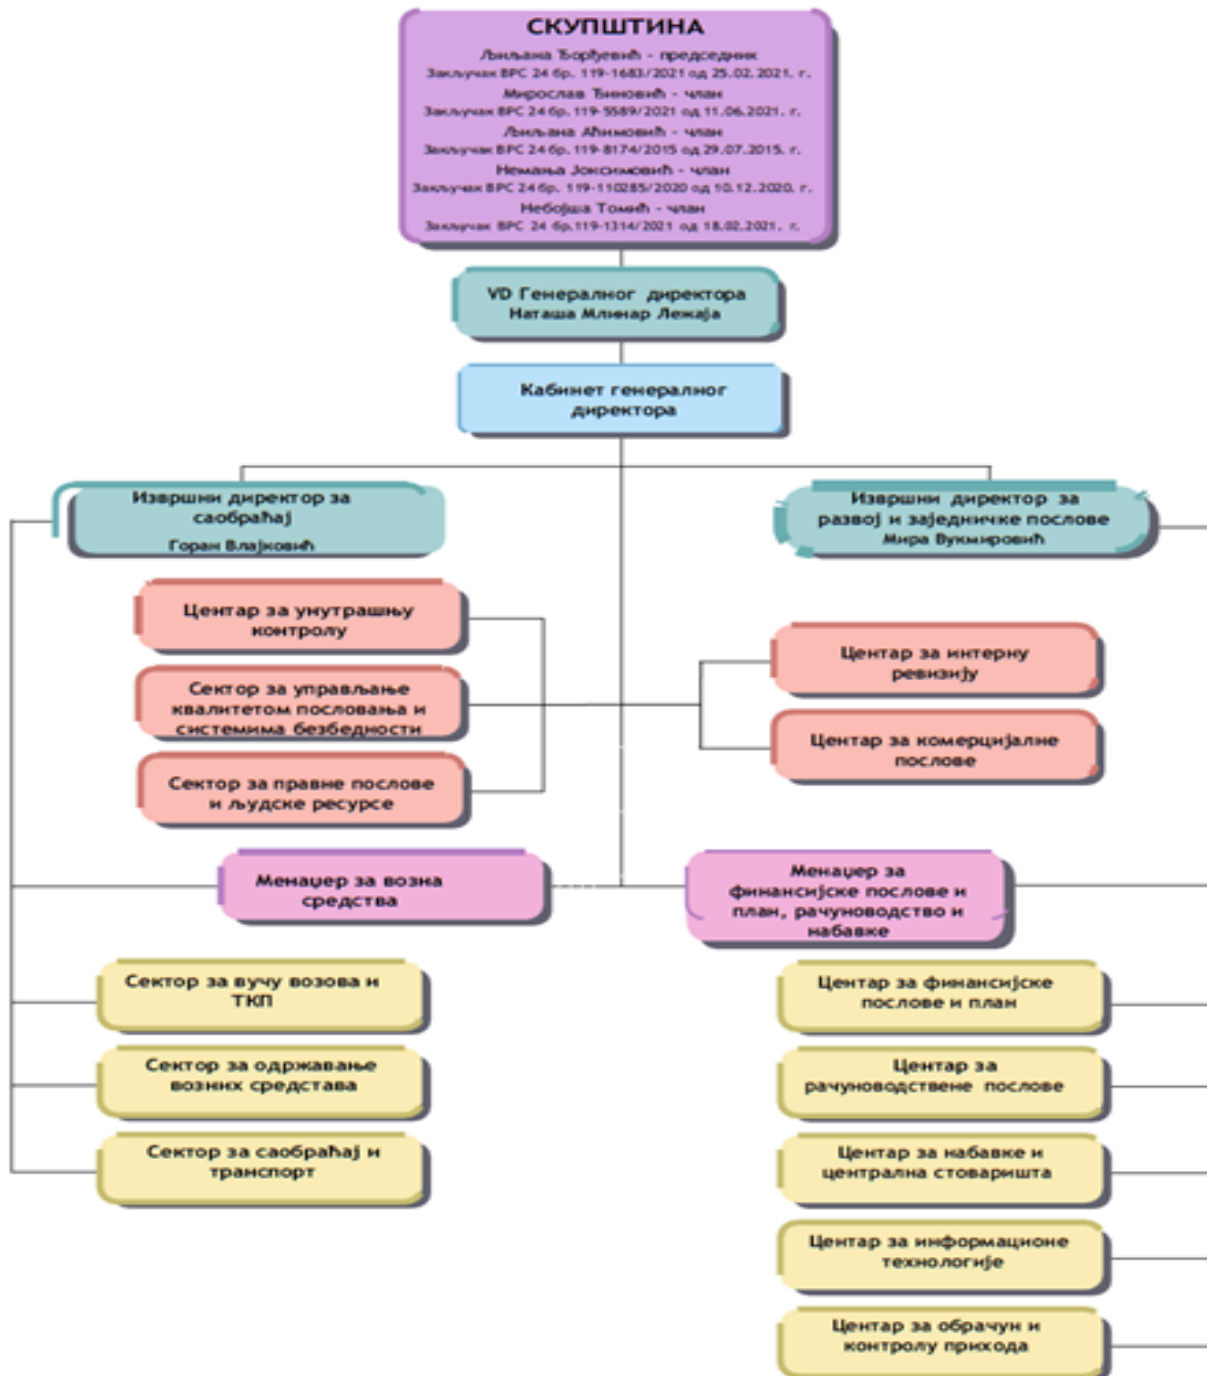 СКУПШТИНА
Љиљана Ђорђевић - председник
Закључак ВРС 24 бр. 119-1683/2021 од 25.02.2021. г.
Мирослав Ђиновић - члан
Закључак ВРС 24 бр. 119-5589/2021 од 11.06.2021. г.
Љиљана Аћимовић - члан
Закључак ВРС 24 бр. 119-8174/2015 од 29.07.2015. г.
Немања Јоксимовић - члан
Закључак ВРС 24 бр. 119-110285/2020 од 10.12.2020. г.
Небојша Томић - члан
Закључак ВРС 24 бр.119-1314/2021 од 18.02.2021. г.
VD Генералног директора
Наташа Млинар Лежаја
Кабинет генералног
директора
Извршни директор за
саобраћај
Горан Влајковић
Извршни директор за
развој и заједничке послове
Мира Вукмировић
Центар за унутрашњу
контролу
Сектор за управљање
квалитетом пословања и
системима безбедности
Сектор за правне послове
и људске ресурсе
Центар за интерну
ревизију
Центар за комерцијалне
послове
Менаџер за возна
средства
Менаџер за
финансијске послове и
план, рачуноводство и
набавке
Сектор за вучу возова и
ТКП
Сектор за одржавање
возних средстава
Сектор за саобраћај и
транспорт
Центар за финансијске
послове и план
Центар за
рачуноводствене послове
Центар за набавке и
централна стоваришта
Центар за информационе
технологије
Центар за обрачун и
контролу прихода